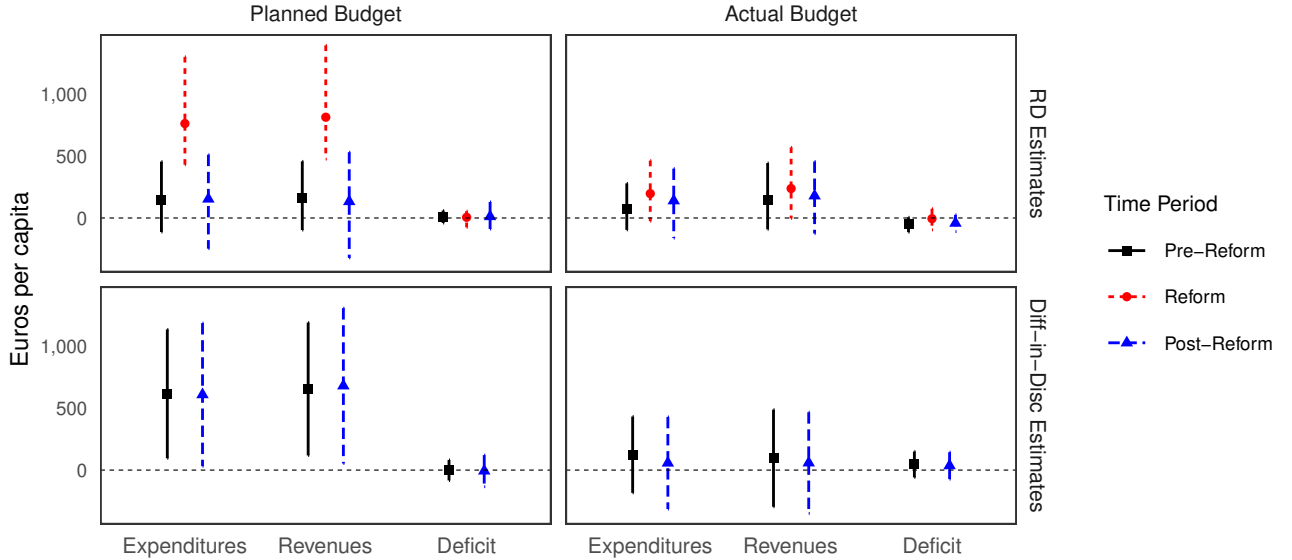 Planned Budget
Actual Budget
Euros per capita
1,000
500
0
RD Estimates
1,000
500
0
Diff−in−Disc Estimates
Expenditures
Revenues
Deficit
Expenditures
Revenues
Deficit
Time Period
Pre−Reform
Reform
Post−Reform